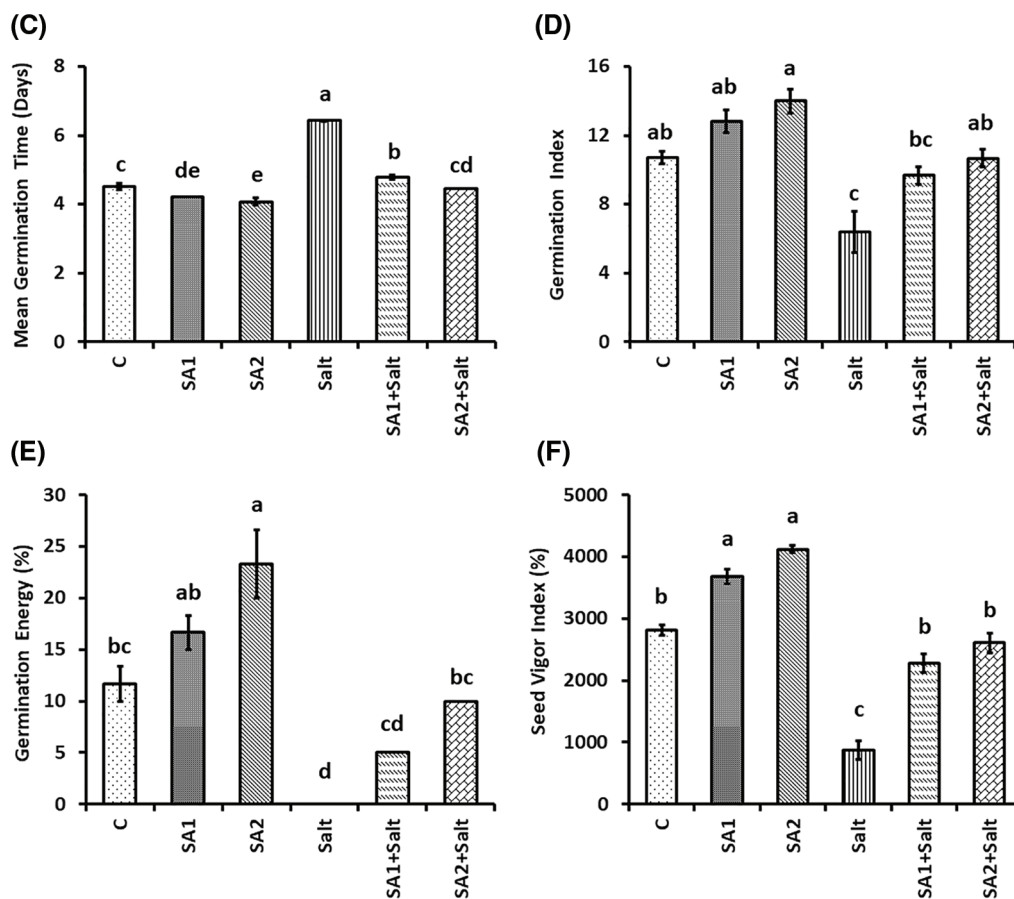 (C)
Mean Germination Time (Days)
8
6
4
2
0
c
de
e
a
b
cd
C
SA1
SA2
Salt
SA1+Salt
SA2+Salt
(D)
Germination Index
16
12
8
4
0
ab
ab
a
c
bc
ab
C
SA1
SA2
Salt
SA1+Salt
SA2+Salt
(E)
Germination Energy (%)
30
25
20
15
10
5
0
bc
ab
a
d
cd
bc
C
SA1
SA2
Salt
SA1+Salt
SA2+Salt
(F)
Seed Vigor Index (%)
5000
4000
3000
2000
1000
0
b
a
a
c
b
b
C
SA1
SA2
Salt
SA1+Salt
SA2+Salt